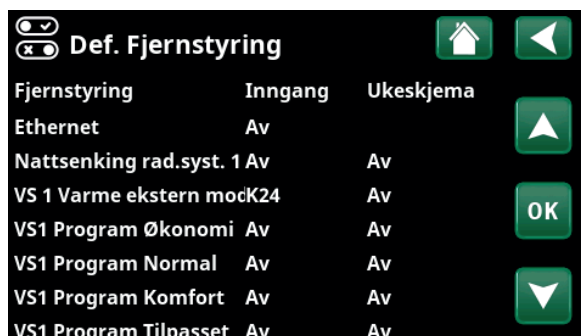 Def. Fjernstyring
Fjernstyring Inngang Ukeskjema
Ethernet Av
Nattsenking rad.syst. 1 Av Av
VS 1 Varme ekstern mod K24 Av
OK
VS1 Program Økonomi Av Av
VS1 Program Normal Av Av
VS1 Program Komfort Av Av
VS1 Program Tilpasset Av Av